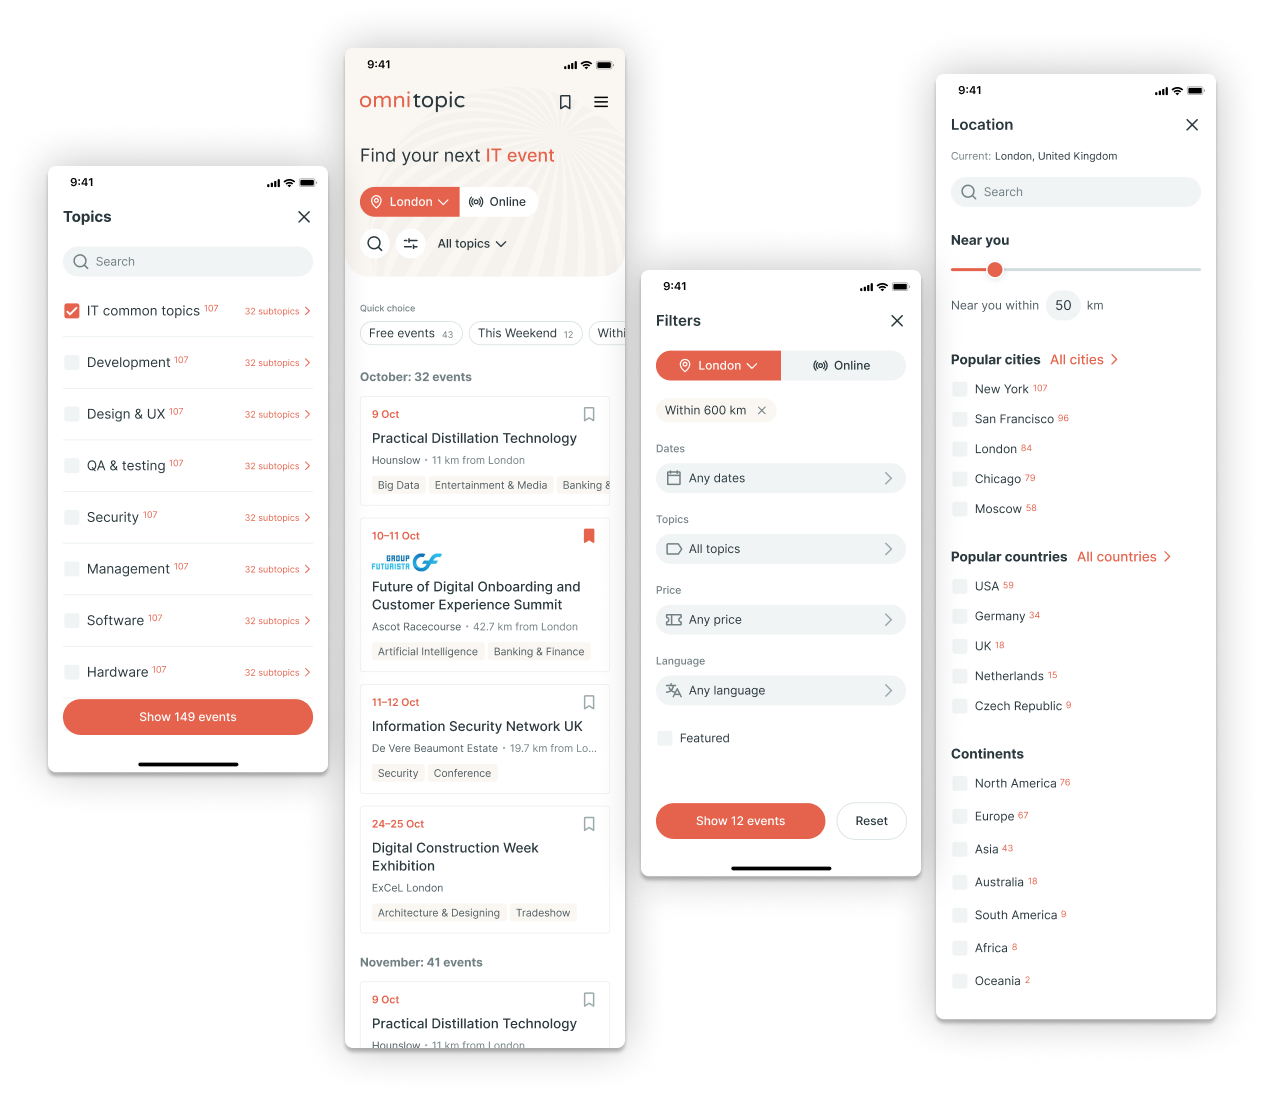 9:41
Topics
Search
IT common topics 107 32 subtopics
Development 107 32 subtopics
Design & UX 107 32 subtopics
QA & testing 107 32 subtopics
Security 107 32 subtopics
Management 107 32 subtopics
Software 107 32 subtopics
Hardware 107 32 subtopics
Show 149 events
9:41
omnitopic
Find your next IT event
London Online
All topics
Quick choice
Free events 43 This Weekend 12 Withi
October: 32 events
9 Oct
Practical Distillation Technology
Hounslow • 11 km from London
Big Data Entertainment & Media Banking &
10–11 Oct
GROUP
FUTURISTA GF
Future of Digital Onboarding and
Customer Experience Summit
Ascot Racecourse • 42.7 km from London
Artificial Intelligence Banking & Finance
11–12 Oct
Information Security Network UK
De Vere Beaumont Estate • 19.7 km from Lo...
Security Conference
24–25 Oct
Digital Construction Week
Exhibition
ExCeL London
Architecture & Designing Tradeshow
November: 41 events
9 Oct
Practical Distillation Technology
Hounslow • 11 km from London
9:41
Filters
London Online
Within 600 km
Dates
Any dates
Topics
All topics
Price
Any price
Language
Any language
Featured
Show 12 events Reset
9:41
Location
Current: London, United Kingdom
Search
Near you
Near you within 50 km
Popular cities All cities
New York 107
San Francisco 96
London 84
Chicago 79
Moscow 58
Popular countries All countries
USA 59
Germany 34
UK 18
Netherlands 15
Czech Republic 9
Continents
North America 76
Europe 67
Asia 43
Australia 18
South America 9
Africa 8
Oceania 2